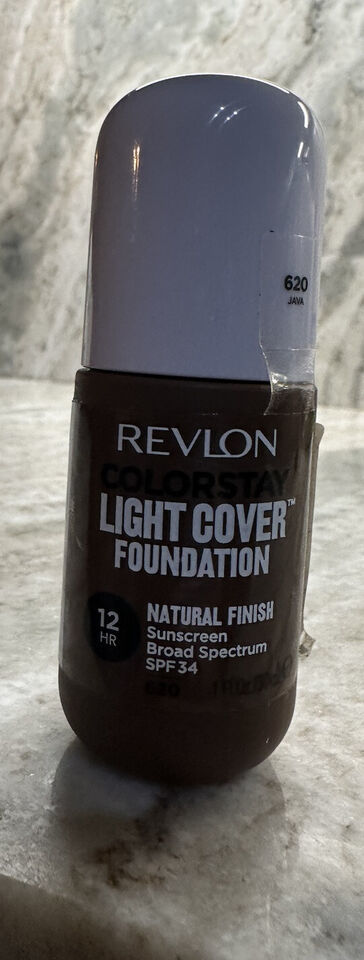 620
JAVA
REVLON
COLORSTAY
LIGHT COVER™
FOUNDATION
12
HR
NATURAL FINISH
Sunscreen
Broad Spectrum
SPF 34
620